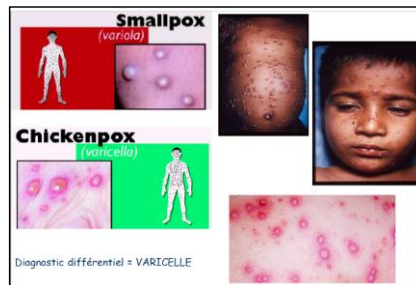 Smallpox
(variola)
Chickenpox
(varicella)
Diagnostic différentiel = VARICELLE